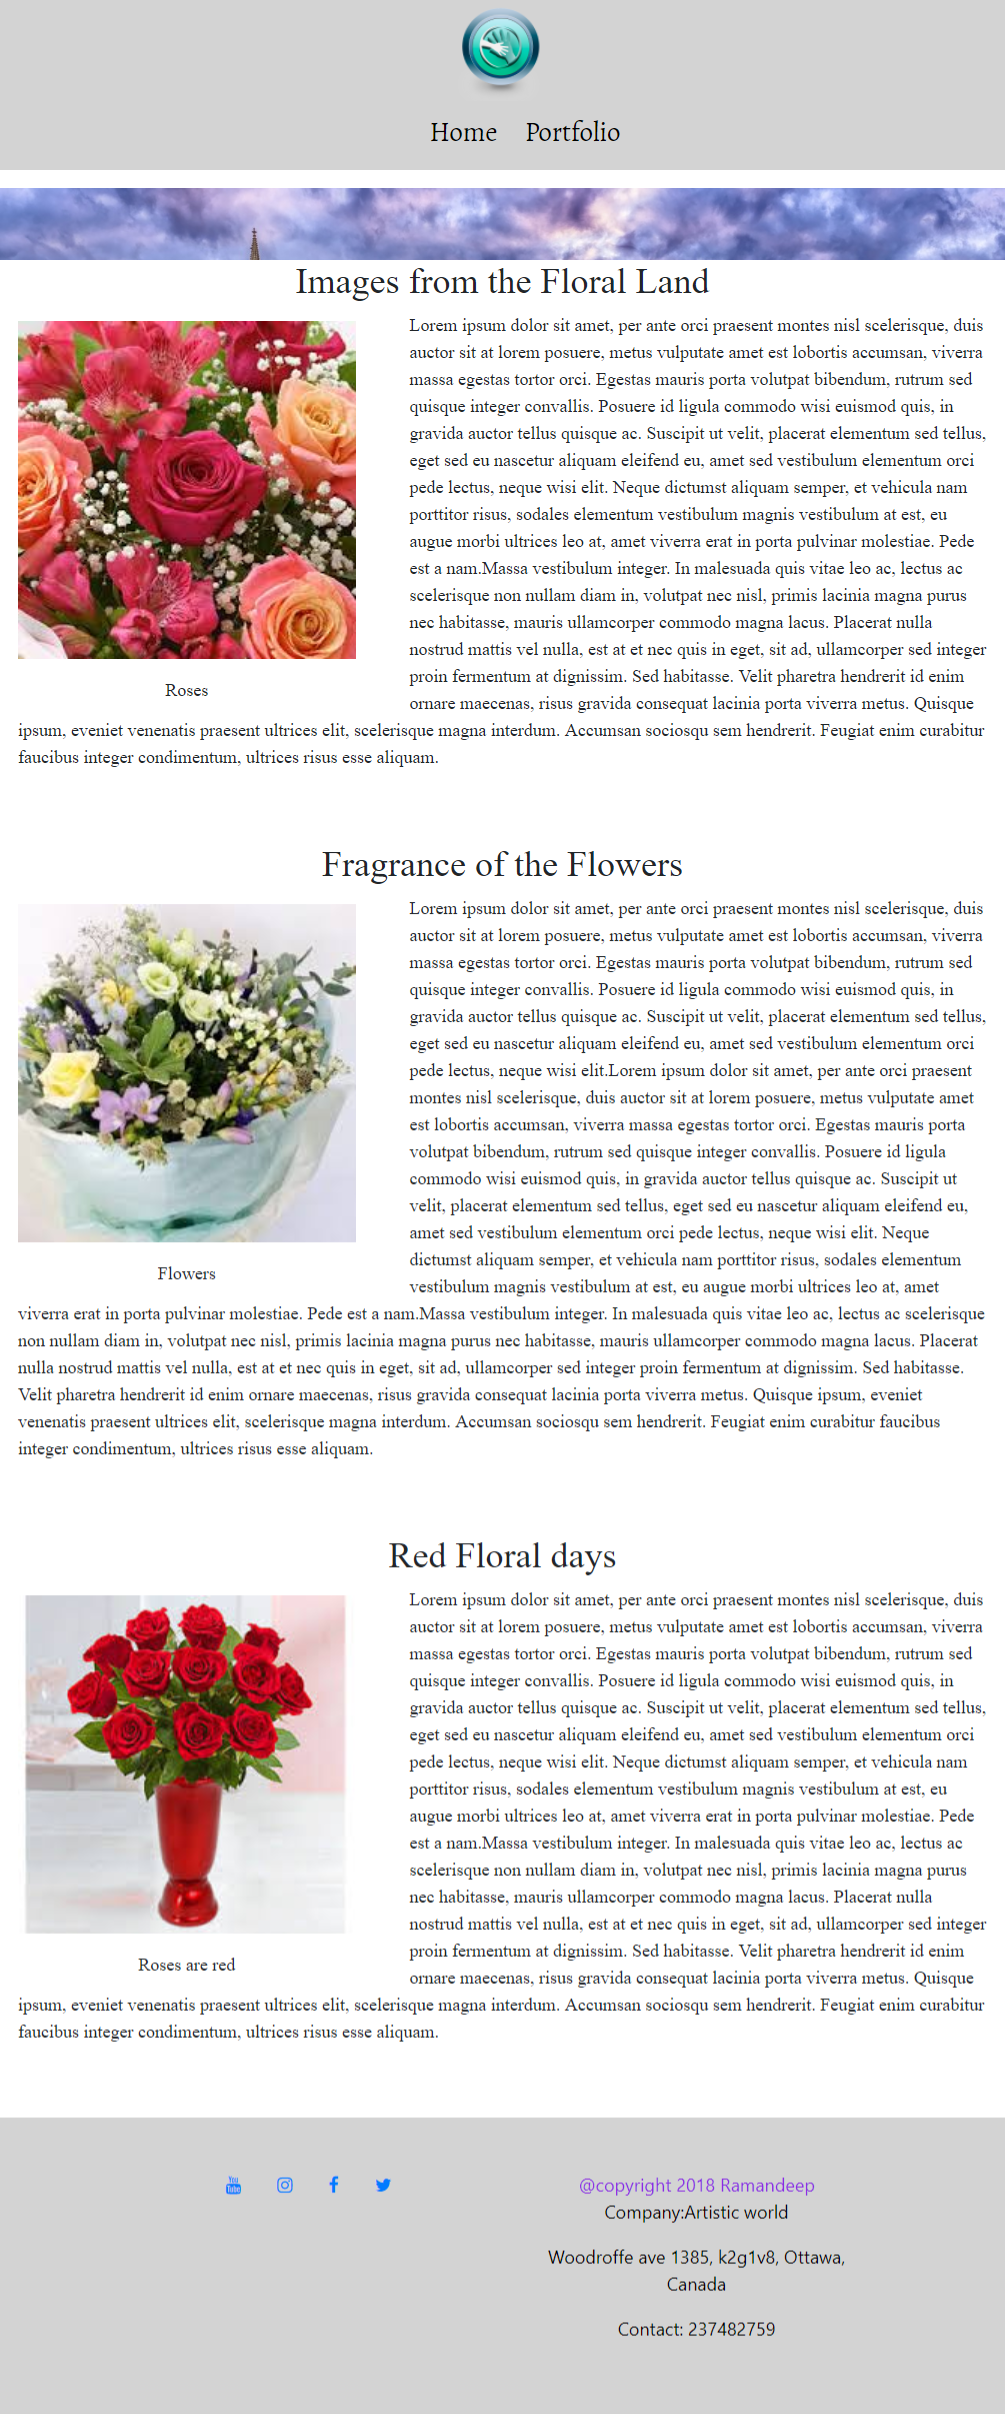 Home Portfolio
Images from the Floral Land
Lorem ipsum dolor sit amet, per ante orci praesent montes nisl scelerisque, duis
auctor sit at lorem posuere, metus vulputate amet est lobortis accumsan, viverra
massa egestas tortor orci. Egestas mauris porta volutpat bibendum, rutrum sed
quisque integer convallis. Posuere id ligula commodo wisi euismod quis, in
gravida auctor tellus quisque ac. Suscipit ut velit, placerat elementum sed tellus,
eget sed eu nascetur aliquam eleifend eu, amet sed vestibulum elementum orci
pede lectus, neque wisi elit. Neque dictumst aliquam semper, et vehicula nam
porttitor risus, sodales elementum vestibulum magnis vestibulum at est, eu
augue morbi ultrices leo at, amet viverra erat in porta pulvinar molestiae. Pede
est a nam.Massa vestibulum integer. In malesuada quis vitae leo ac, lectus ac
scelerisque non nullam diam in, volutpat nec nisl, primis lacinia magna purus
nec habitasse, mauris ullamcorper commodo magna lacus. Placerat nulla
nostrud mattis vel nulla, est at et nec quis in eget, sit ad, ullamcorper sed integer
proin fermentum at dignissim. Sed habitasse. Velit pharetra hendrerit id enim
Roses
ornare maecenas, risus gravida consequat lacinia porta viverra metus. Quisque
ipsum, eveniet venenatis praesent ultrices elit, scelerisque magna interdum. Accumsan sociosqu sem hendrerit. Feugiat enim curabitur
faucibus integer condimentum, ultrices risus esse aliquam.
Fragrance of the Flowers
Lorem ipsum dolor sit amet, per ante orci praesent montes nisl scelerisque, duis
auctor sit at lorem posuere, metus vulputate amet est lobortis accumsan, viverra
massa egestas tortor orci. Egestas mauris porta volutpat bibendum, rutrum sed
quisque integer convallis. Posuere id ligula commodo wisi euismod quis, in
gravida auctor tellus quisque ac. Suscipit ut velit, placerat elementum sed tellus,
eget sed eu nascetur aliquam eleifend eu, amet sed vestibulum elementum orci
pede lectus, neque wisi elit.Lorem ipsum dolor sit amet, per ante orci praesent
montes nisl scelerisque, duis auctor sit at lorem posuere, metus vulputate amet
est lobortis accumsan, viverra massa egestas tortor orci. Egestas mauris porta
volutpat bibendum, rutrum sed quisque integer convallis. Posuere id ligula
commodo wisi euismod quis, in gravida auctor tellus quisque ac. Suscipit ut
velit, placerat elementum sed tellus, eget sed eu nascetur aliquam eleifend eu,
amet sed vestibulum elementum orci pede lectus, neque wisi elit. Neque
dictumst aliquam semper, et vehicula nam porttitor risus, sodales elementum
Flowers
vestibulum magnis vestibulum at est, eu augue morbi ultrices leo at, amet
viverra erat in porta pulvinar molestiae. Pede est a nam.Massa vestibulum integer. In malesuada quis vitae leo ac, lectus ac scelerisque
non nullam diam in, volutpat nec nisl, primis lacinia magna purus nec habitasse, mauris ullamcorper commodo magna lacus. Placerat
nulla nostrud mattis vel nulla, est at et nec quis in eget, sit ad, ullamcorper sed integer proin fermentum at dignissim. Sed habitasse.
Velit pharetra hendrerit id enim ornare maecenas, risus gravida consequat lacinia porta viverra metus. Quisque ipsum, eveniet
venenatis praesent ultrices elit, scelerisque magna interdum. Accumsan sociosqu sem hendrerit. Feugiat enim curabitur faucibus
integer condimentum, ultrices risus esse aliquam.
Red Floral days
Lorem ipsum dolor sit amet, per ante orci praesent montes nisl scelerisque, duis
auctor sit at lorem posuere, metus vulputate amet est lobortis accumsan, viverra
massa egestas tortor orci. Egestas mauris porta volutpat bibendum, rutrum sed
quisque integer convallis. Posuere id ligula commodo wisi euismod quis, in
gravida auctor tellus quisque ac. Suscipit ut velit, placerat elementum sed tellus,
eget sed eu nascetur aliquam eleifend eu, amet sed vestibulum elementum orci
pede lectus, neque wisi elit. Neque dictumst aliquam semper, et vehicula nam
porttitor risus, sodales elementum vestibulum magnis vestibulum at est, eu
augue morbi ultrices leo at, amet viverra erat in porta pulvinar molestiae. Pede
est a nam.Massa vestibulum integer. In malesuada quis vitae leo ac, lectus ac
scelerisque non nullam diam in, volutpat nec nisl, primis lacinia magna purus
nec habitasse, mauris ullamcorper commodo magna lacus. Placerat nulla
nostrud mattis vel nulla, est at et nec quis in eget, sit ad, ullamcorper sed integer
proin fermentum at dignissim. Sed habitasse. Velit pharetra hendrerit id enim
Roses are red
ornare maecenas, risus gravida consequat lacinia porta viverra metus. Quisque
ipsum, eveniet venenatis praesent ultrices elit, scelerisque magna interdum. Accumsan sociosqu sem hendrerit. Feugiat enim curabitur
faucibus integer condimentum, ultrices risus esse aliquam.
You Tube
@copyright 2018 Ramandeep
Company:Artistic world
Woodroffe ave 1385, k2g1v8, Ottawa,
Canada
Contact: 237482759